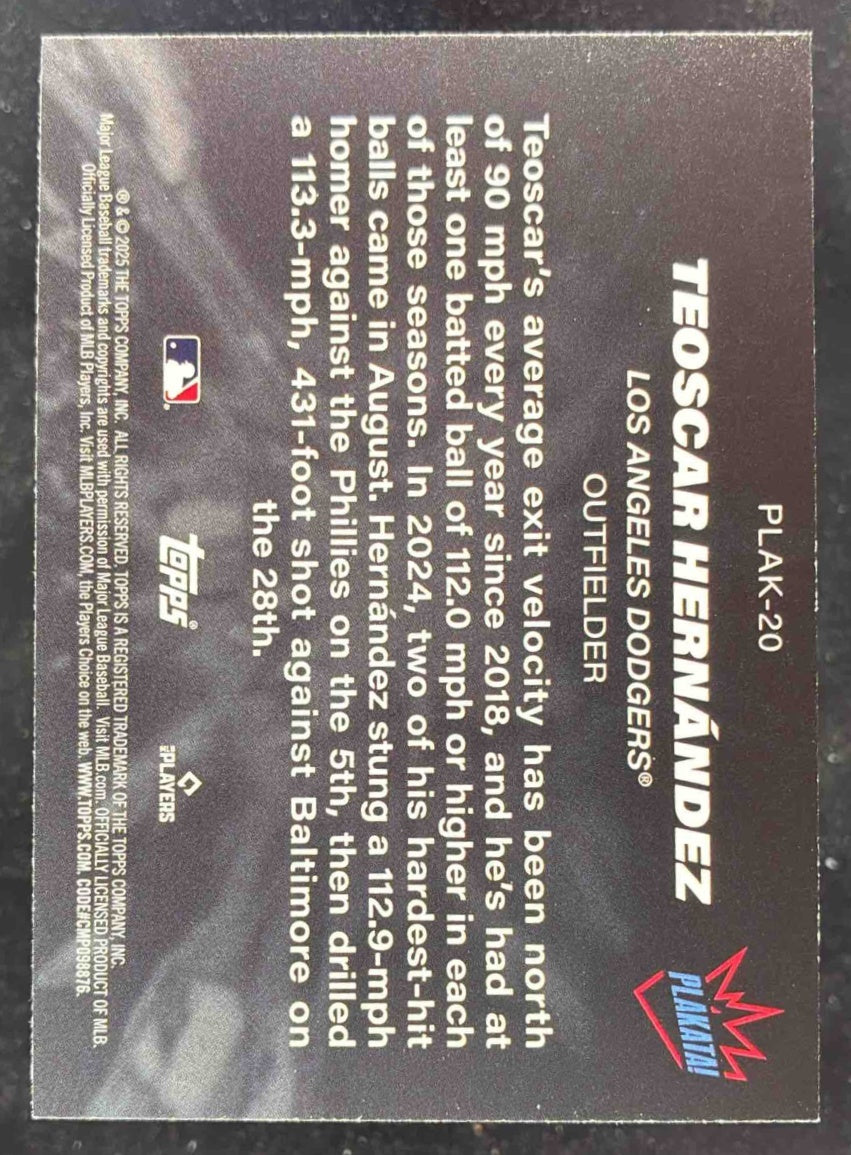 PLAK-20
TEOSCAR HERNÁNDEZ
LOS ANGELES DODGERS®
OUTFIELDER
PLAKATA!
Teoscar's average exit velocity has been north
of 90 mph every year since 2018, and he's had at
least one batted ball of 112.0 mph or higher in each
of those seasons. In 2024, two of his hardest-hit
balls came in August. Hernández stung a 112.9-mph
homer against the Phillies on the 5th, then drilled
a 113.3-mph, 431-foot shot against Baltimore on
the 28th.
topps®
MLB PLAYERS
® & © 2025 THE TOPPS COMPANY, INC. ALL RIGHTS RESERVED. TOPPS IS A REGISTERED TRADEMARK OF THE TOPPS COMPANY, INC.
Major League Baseball trademarks and copyrights are used with permission of Major League Baseball. Visit MLB.com. OFFICIALLY LICENSED PRODUCT OF MLB.
Officially Licensed Product of MLB Players, Inc. Visit MLBPLAYERS.COM, the Players Choice on the web. WWW.TOPPS.COM. CODE#CMP098876.